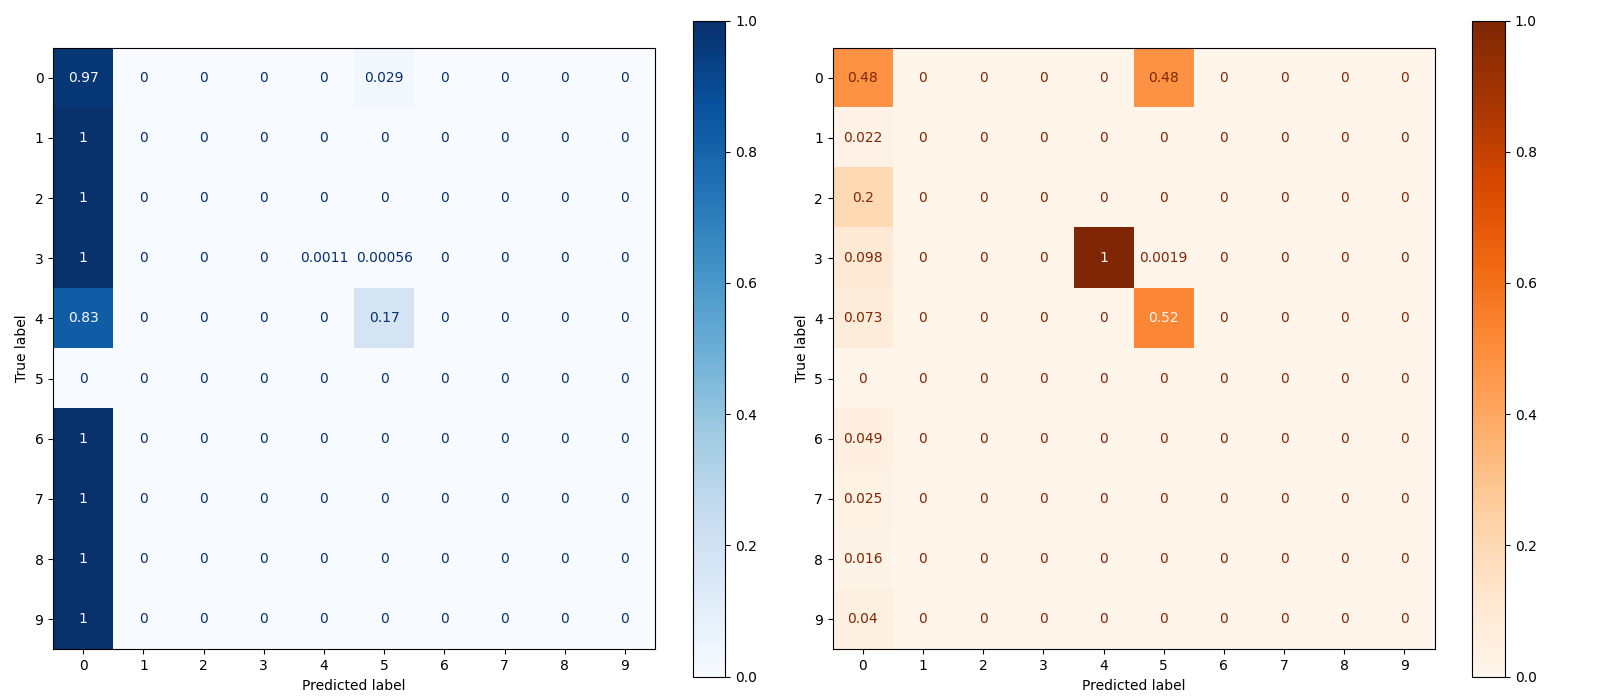 1.0
0 0.97 0 0 0 0 0.029 0 0 0 0
1 1 0 0 0 0 0 0 0 0 0
0.8
2 1 0 0 0 0 0 0 0 0 0
3 1 0 0 0 0.0011 0.00056 0 0 0 0
0.6
4 0.83 0 0 0 0 0.17 0 0 0 0
True label
5 0 0 0 0 0 0 0 0 0 0
0.4
6 1 0 0 0 0 0 0 0 0 0
7 1 0 0 0 0 0 0 0 0 0
0.2
8 1 0 0 0 0 0 0 0 0 0
9 1 0 0 0 0 0 0 0 0 0
0.0
0 1 2 3 4 5 6 7 8 9
Predicted label
1.0
0 0.48 0 0 0 0 0.48 0 0 0 0
1 0.022 0 0 0 0 0 0 0 0 0
0.8
2 0.2 0 0 0 0 0 0 0 0 0
3 0.098 0 0 0 1 0.0019 0 0 0 0
0.6
4 0.073 0 0 0 0 0.52 0 0 0 0
True label
5 0 0 0 0 0 0 0 0 0 0
0.4
6 0.049 0 0 0 0 0 0 0 0 0
7 0.025 0 0 0 0 0 0 0 0 0
0.2
8 0.016 0 0 0 0 0 0 0 0 0
9 0.04 0 0 0 0 0 0 0 0 0
0.0
0 1 2 3 4 5 6 7 8 9
Predicted label